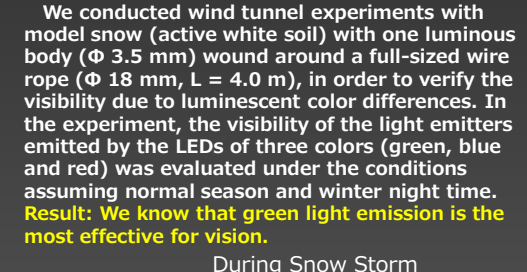 We conducted wind tunnel experiments with
model snow (active white soil) with one luminous
body (Φ 3.5 mm) wound around a full-sized wire
rope (Φ 18 mm, L = 4.0 m), in order to verify the
visibility due to luminescent color differences. In
the experiment, the visibility of the light emitters
emitted by the LEDs of three colors (green, blue
and red) was evaluated under the conditions
assuming normal season and winter night time.
Result: We know that green light emission is the
most effective for vision.
During Snow Storm